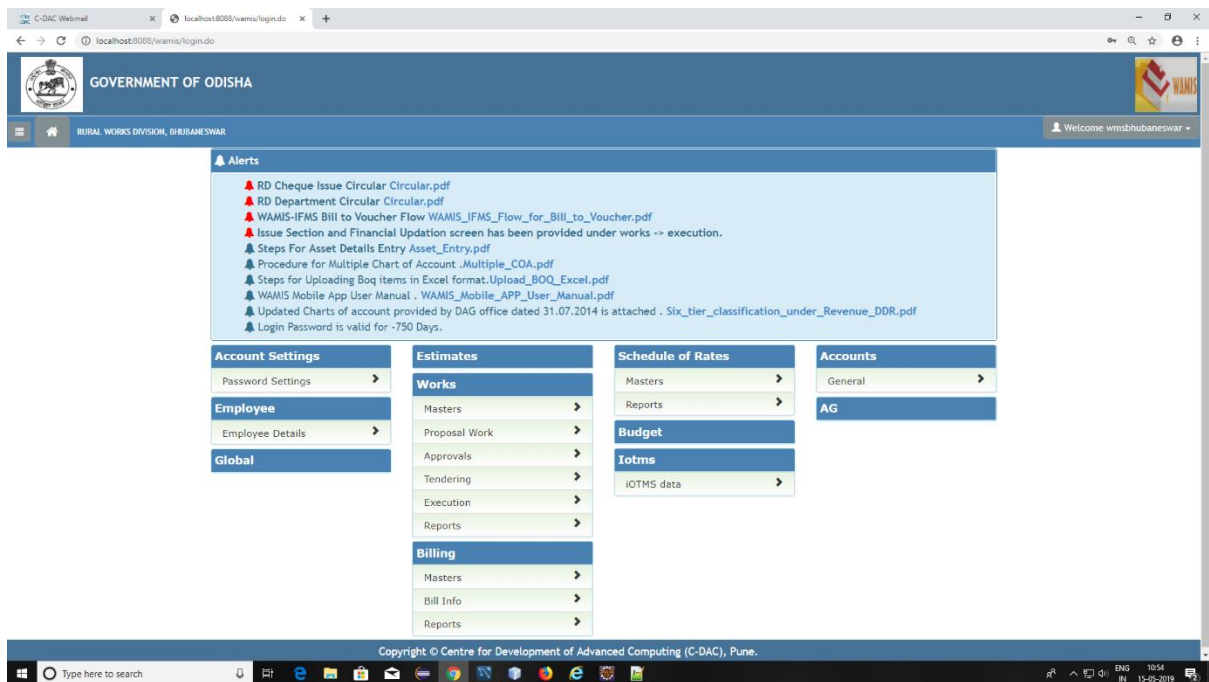 C-DAC Webmail
localhost:8088/wamis/login.do
localhost:8088/wamis/login.do
GOVERNMENT OF ODISHA
WAMIS
RURAL WORKS DIVISION, BHUBANESWAR
Welcome wmsbhubaneswar
Alerts
RD Cheque Issue Circular Circular.pdf
RD Department Circular Circular.pdf
WAMIS-IFMS Bill to Voucher Flow WAMIS_IFMS_Flow_for_Bill_to_Voucher.pdf
Issue Section and Financial Updation screen has been provided under works -> execution.
Steps For Asset Details Entry Asset_Entry.pdf
Procedure for Multiple Chart of Account .Multiple_COA.pdf
Steps for Uploading Boq items in Excel format.Upload_BOQ_Excel.pdf
WAMIS Mobile App User Manual . WAMIS_Mobile_APP_User_Manual.pdf
Updated Charts of account provided by DAG office dated 31.07.2014 is attached . Six_tier_classification_under_Revenue_DDR.pdf
Login Password is valid for -750 Days.
Account Settings
Password Settings
Employee
Employee Details
Global
Estimates
Works
Masters
Proposal Work
Approvals
Tendering
Execution
Reports
Billing
Masters
Bill Info
Reports
Schedule of Rates
Masters
Reports
Budget
Iotms
iOTMS data
Accounts
General
AG
Copyright © Centre for Development of Advanced Computing (C-DAC), Pune.
Type here to search
ENG
IN
10:54
15-05-2019